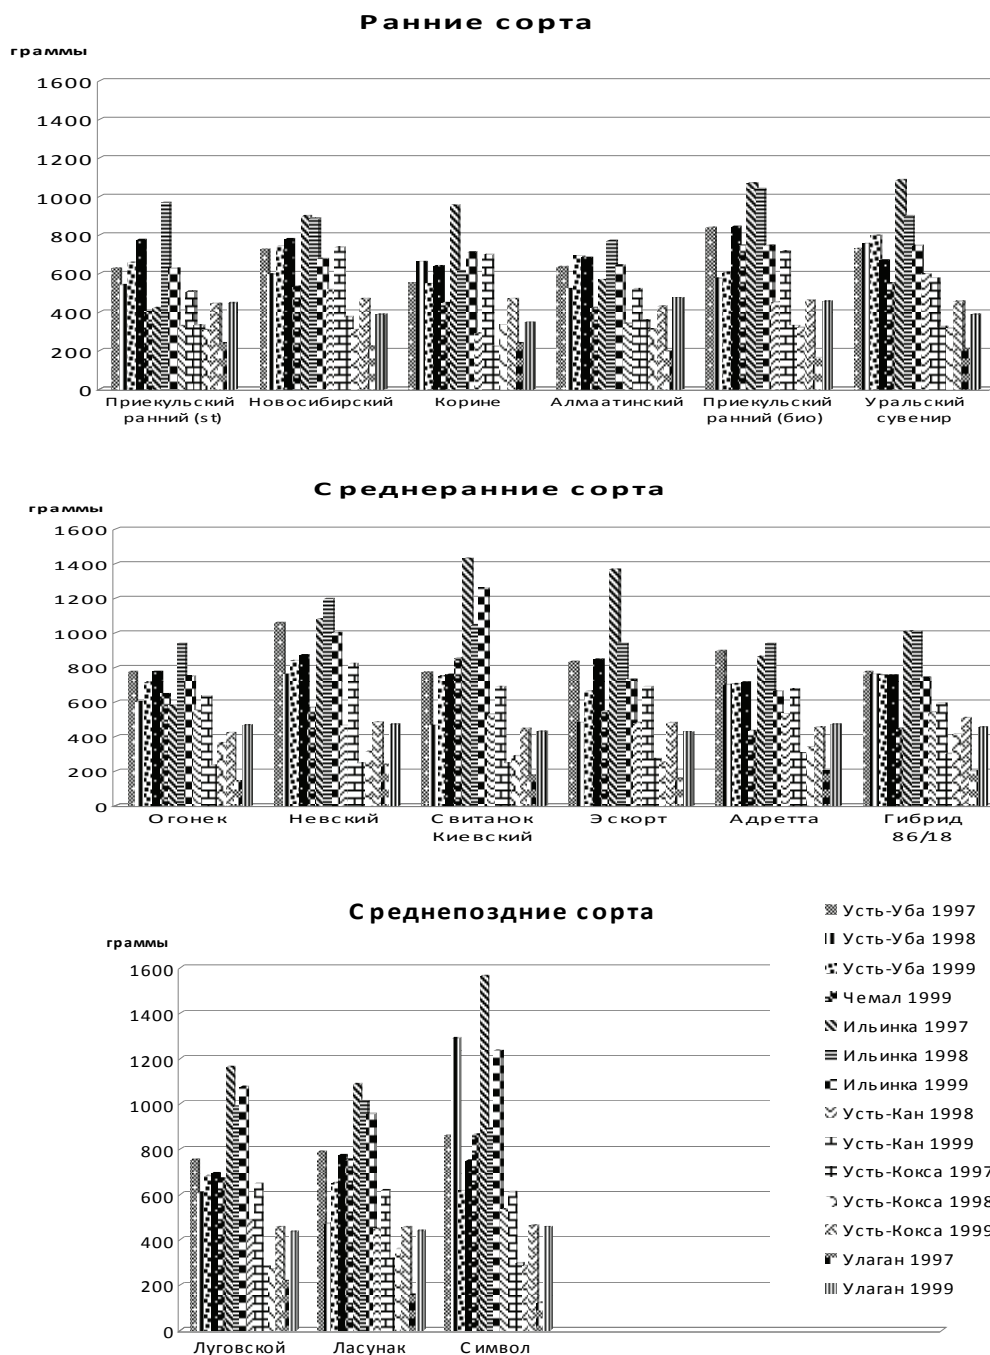 Ранние сорта
граммы
1600
1400
1200
1000
800
600
400
200
0
Приекульский ранний (st)
Новосибирский
Корине
Алмаатинский
Приекульский ранний (био)
Уральский сувенир
Среднеранние сорта
граммы
1600
1400
1200
1000
800
600
400
200
0
Огонек
Невский
Свитанок Киевский
Эскорт
Адретта
Гибрид 86/18
Среднепоздние сорта
граммы
1600
1400
1200
1000
800
600
400
200
0
Луговской
Ласунак
Символ
Усть-Уба 1997
Усть-Уба 1998
Усть-Уба 1999
Чемал 1999
Ильинка 1997
Ильинка 1998
Ильинка 1999
Усть-Кан 1998
Усть-Кан 1999
Усть-Кокса 1997
Усть-Кокса 1998
Усть-Кокса 1999
Улаган 1997
Улаган 1999